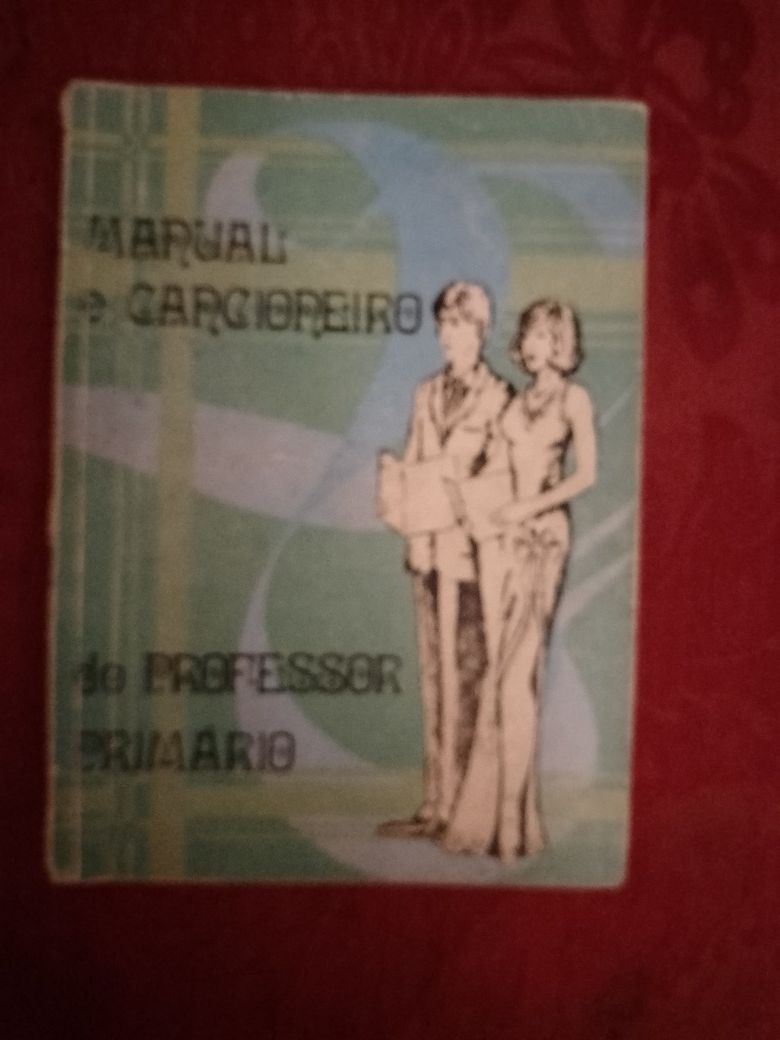 MANUAL
e CANCIONEIRO
do PROFESSOR
PRIMÁRIO